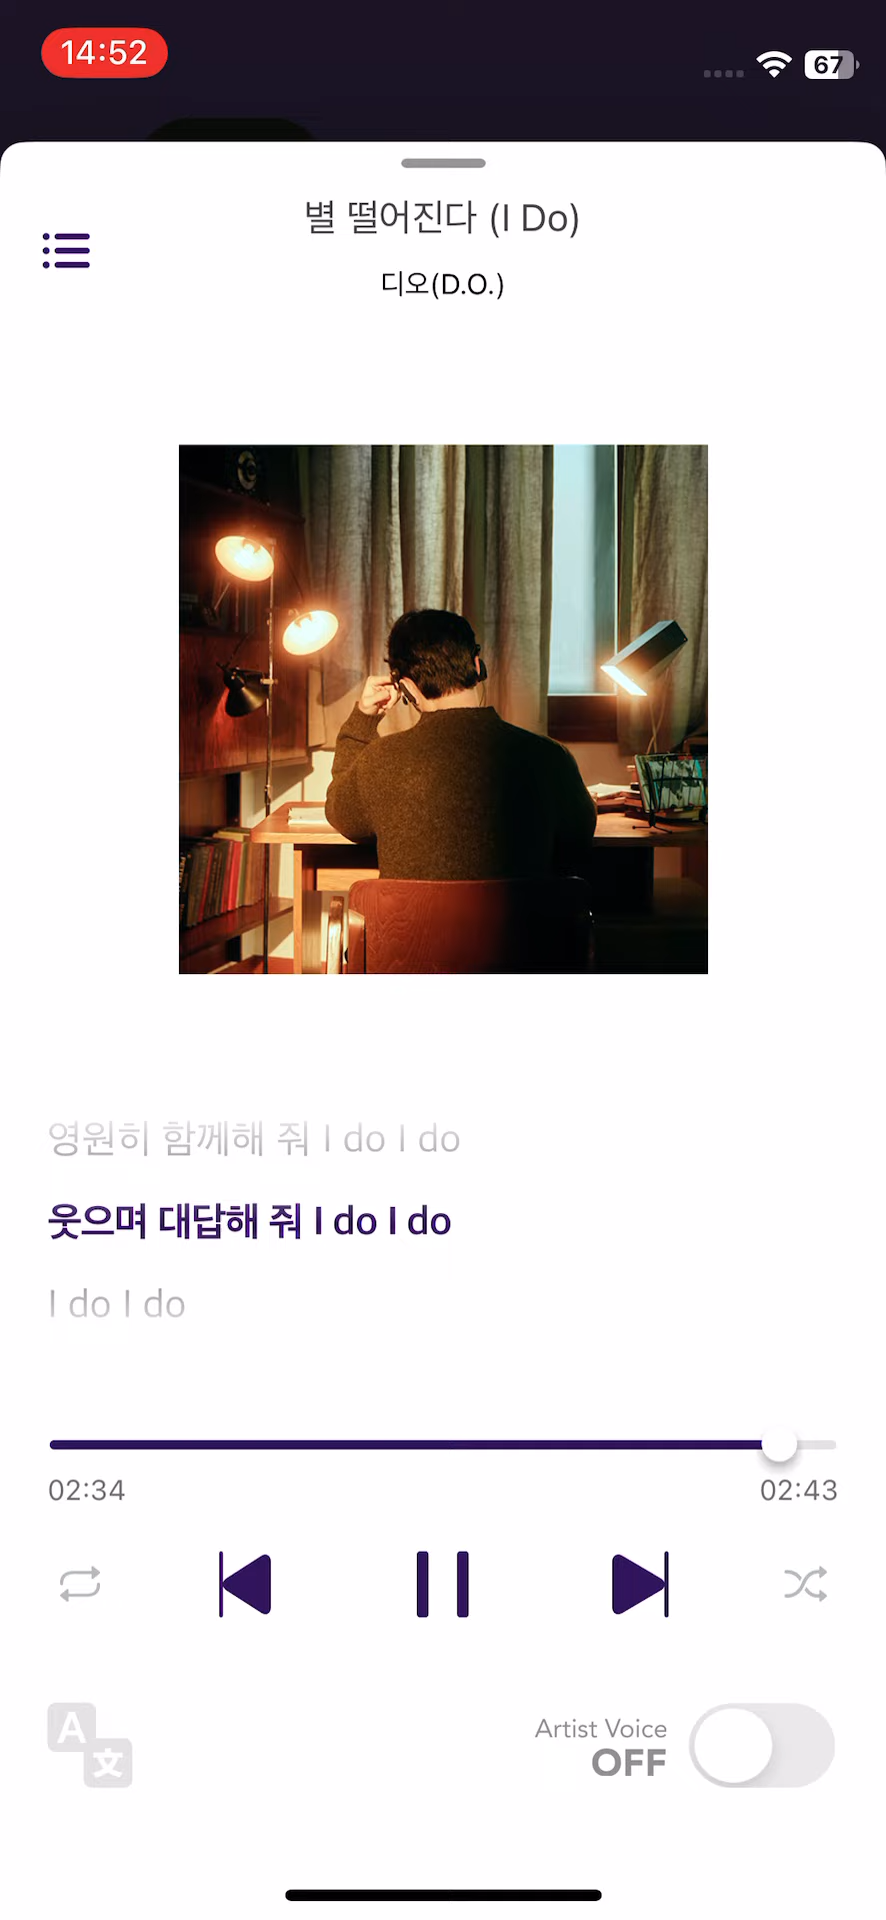 14:52
67
별 떨어진다 (I Do)
디오(D.O.)
영원히 함께해 줘 I do I do
웃으며 대답해 줘 I do I do
I do I do
02:34
02:43
A
文
Artist Voice
OFF